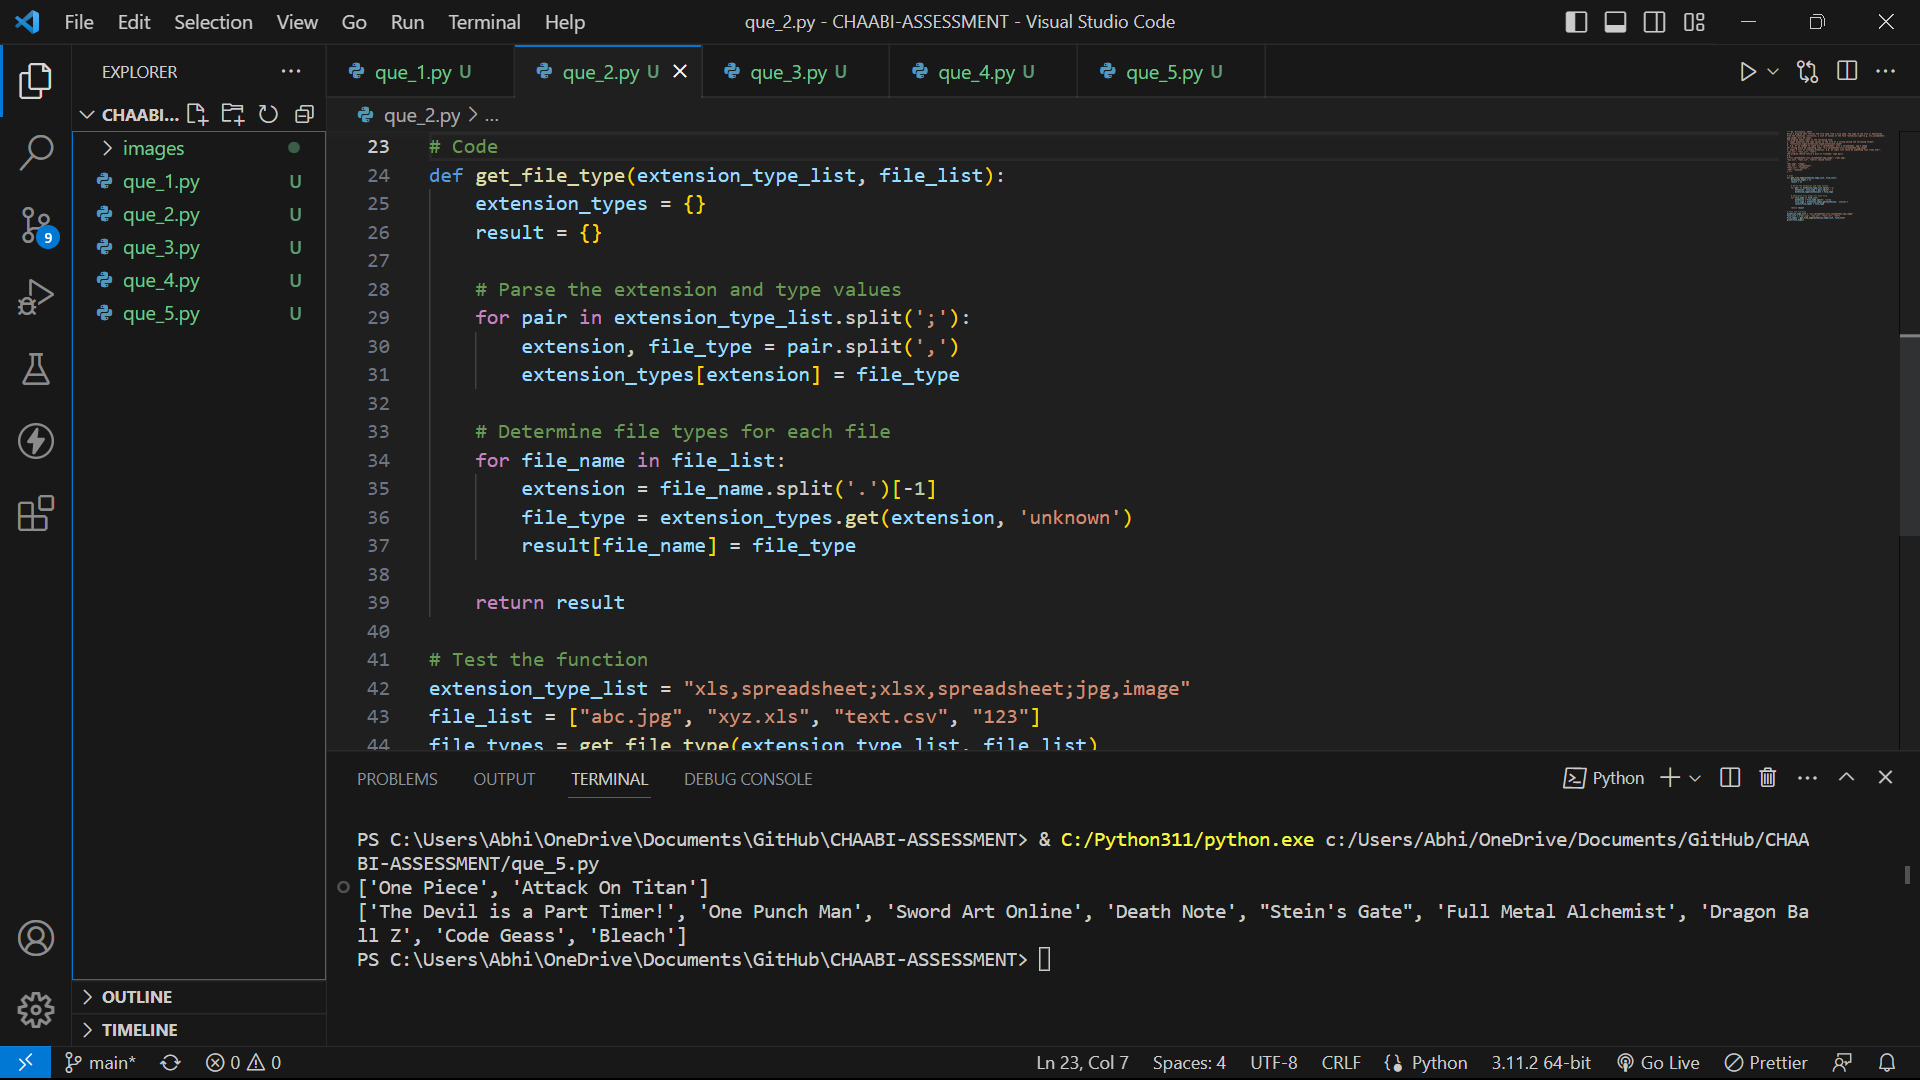 File Edit Selection View Go Run Terminal Help
que_2.py - CHAABI-ASSESSMENT - Visual Studio Code
EXPLORER
que_1.py U
que_2.py U
que_3.py U
que_4.py U
que_5.py U
CHAABI...
que_2.py > ...
images
que_1.py U
que_2.py U
que_3.py U
que_4.py U
que_5.py U
9
23 # Code
24 def get_file_type(extension_type_list, file_list):
25 extension_types = {}
26 result = {}
27
28 # Parse the extension and type values
29 for pair in extension_type_list.split(';'):
30 extension, file_type = pair.split(',')
31 extension_types[extension] = file_type
32
33 # Determine file types for each file
34 for file_name in file_list:
35 extension = file_name.split('.')[-1]
36 file_type = extension_types.get(extension, 'unknown')
37 result[file_name] = file_type
38
39 return result
40
41 # Test the function
42 extension_type_list = "xls,spreadsheet;xlsx,spreadsheet;jpg,image"
43 file_list = ["abc.jpg", "xyz.xls", "text.csv", "123"]
44 file_types = get_file_type(extension_type_list, file_list)
PROBLEMS OUTPUT TERMINAL DEBUG CONSOLE
Python
PS C:\Users\Abhi\OneDrive\Documents\GitHub\CHAABI-ASSESSMENT> & C:/Python311/python.exe c:/Users/Abhi/OneDrive/Documents/GitHub/CHAA
BI-ASSESSMENT/que_5.py
['One Piece', 'Attack On Titan']
['The Devil is a Part Timer!', 'One Punch Man', 'Sword Art Online', 'Death Note', "Stein's Gate", 'Full Metal Alchemist', 'Dragon Ba
ll Z', 'Code Geass', 'Bleach']
PS C:\Users\Abhi\OneDrive\Documents\GitHub\CHAABI-ASSESSMENT>
OUTLINE
TIMELINE
main* 0 0 Ln 23, Col 7 Spaces: 4 UTF-8 CRLF Python 3.11.2 64-bit Go Live Prettier